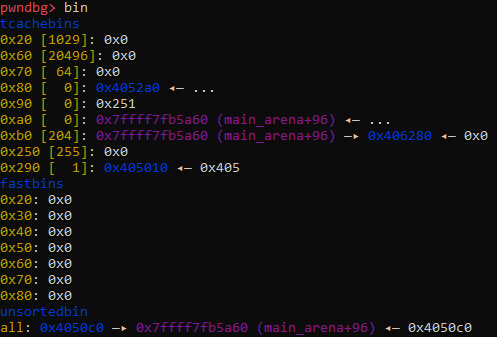 pwndbg> bin
tcachebins
0x20 [1029]: 0x0
0x60 [20496]: 0x0
0x70 [ 64]: 0x0
0x80 [  0]: 0x4052a0 ◂— ...
0x90 [  0]: 0x251
0xa0 [  0]: 0x7ffff7fb5a60 (main_arena+96) ◂— ...
0xb0 [204]: 0x7ffff7fb5a60 (main_arena+96) —▸ 0x406280 ◂— 0x0
0x250 [255]: 0x0
0x290 [  1]: 0x405010 ◂— 0x405
fastbins
0x20: 0x0
0x30: 0x0
0x40: 0x0
0x50: 0x0
0x60: 0x0
0x70: 0x0
0x80: 0x0
unsortedbin
all: 0x4050c0 —▸ 0x7ffff7fb5a60 (main_arena+96) ◂— 0x4050c0